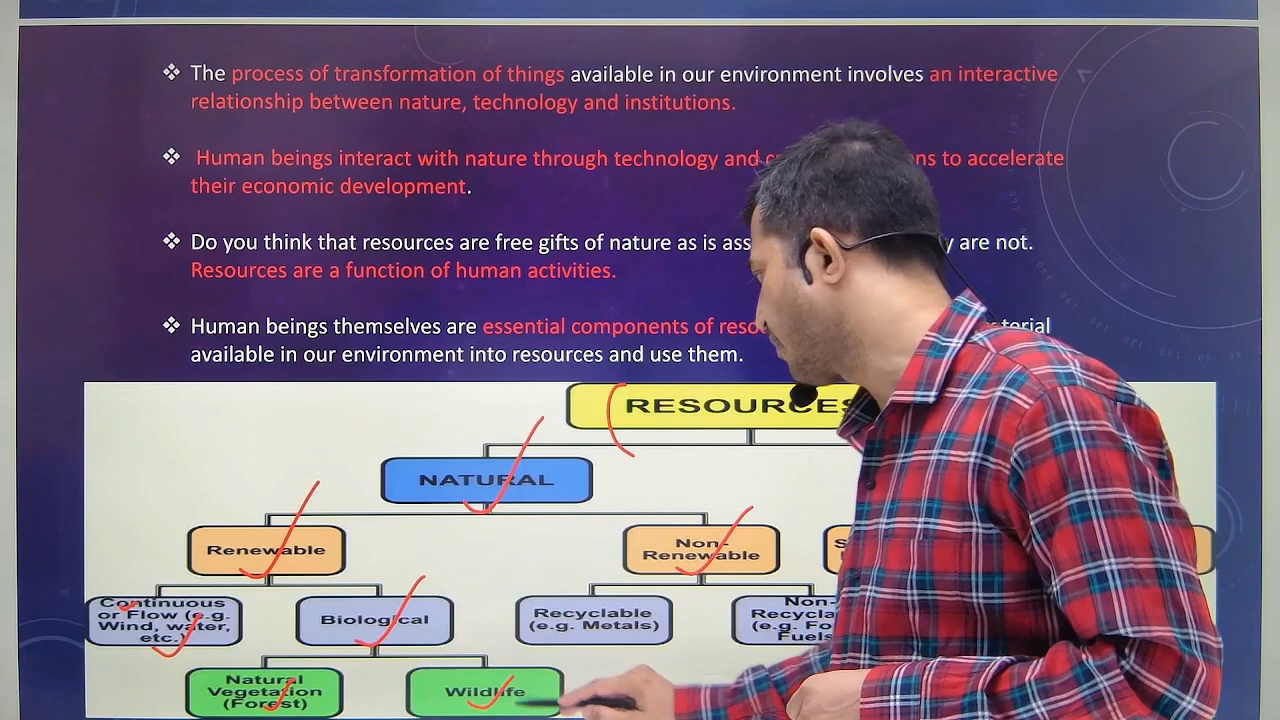 ❖ The process of transformation of things available in our environment involves an interactive
relationship between nature, technology and institutions.
❖ Human beings interact with nature through technology and to accelerate
their economic development.
❖ Do you think that resources are free gifts of nature as is are not.
Resources are a function of human activities.
❖ Human beings themselves are essential components of
available in our environment into resources and use them.
RESOURCES
NATURAL
Renewable
Non-
Renewable
Continuous
or Flow (e.g.
Wind, water,
etc.)
Biological
Recyclable
(e.g. Metals)
Non-
Natural
Vegetation
(Forest)
Wildlife